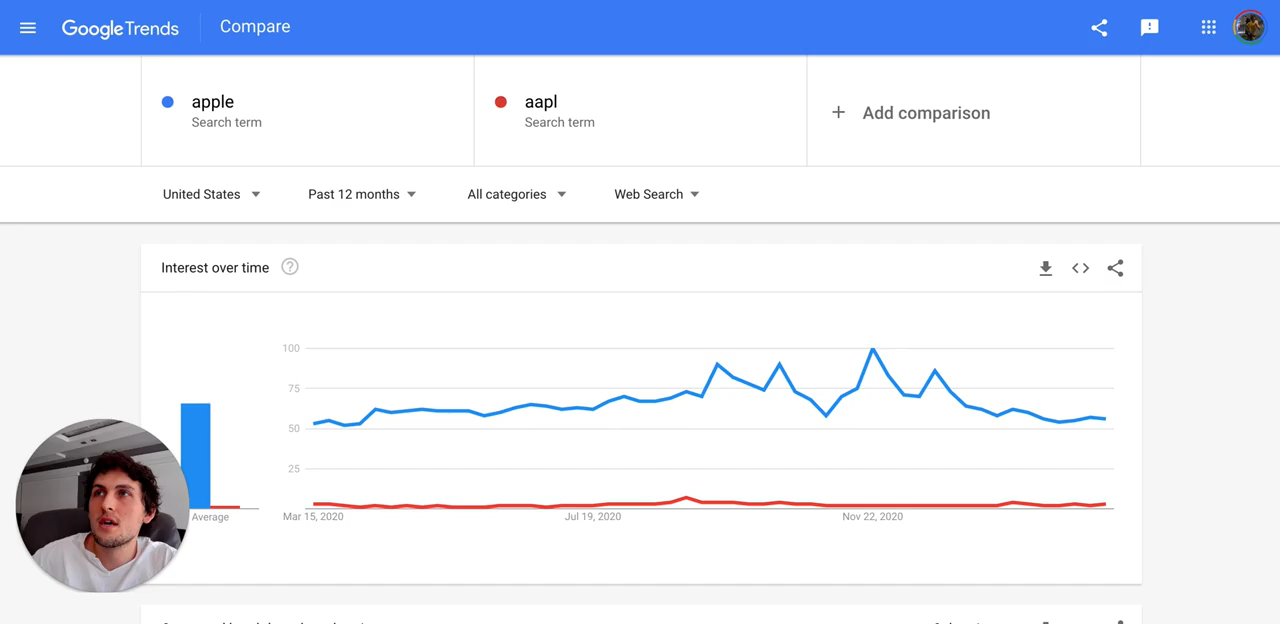 Google Trends
Compare
apple
Search term
aapl
Search term
+ Add comparison
United States
Past 12 months
All categories
Web Search
Interest over time
100
75
50
25
Average
Mar 15, 2020
Jul 19, 2020
Nov 22, 2020